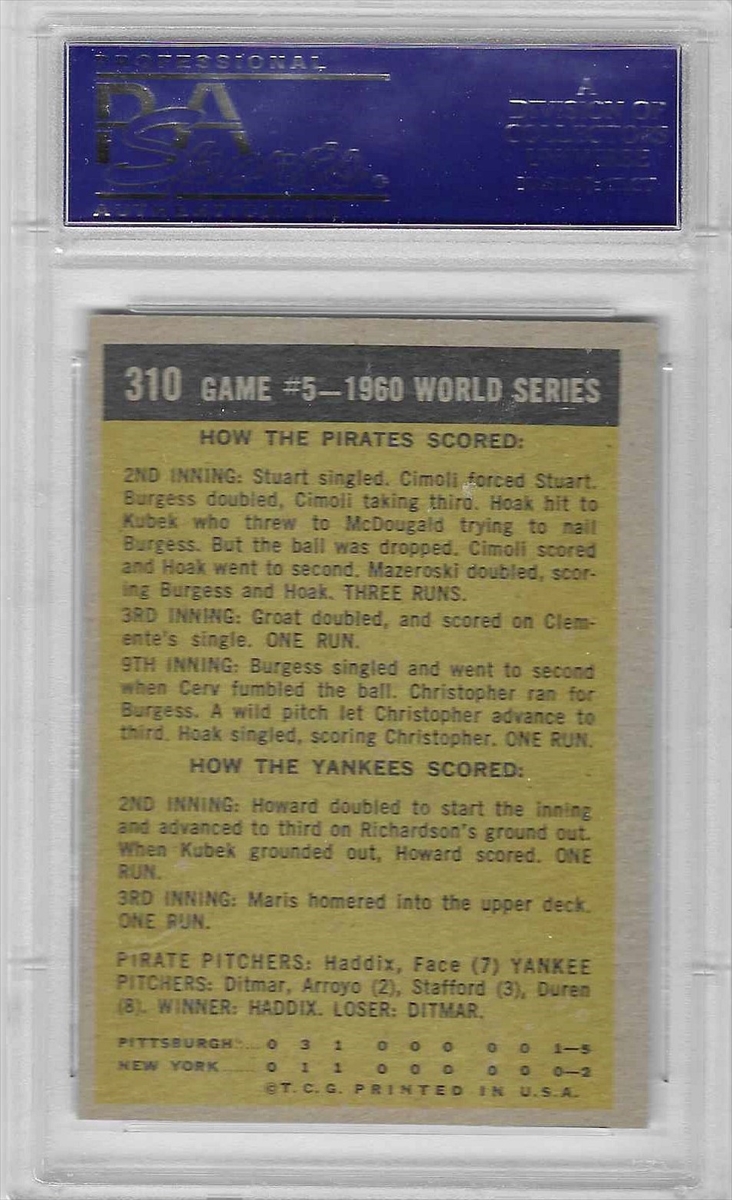 PROFESSIONAL
PSA
A
DIVISION OF
COLLECTORS
UNIVERSE
310 GAME #5—1960 WORLD SERIES
HOW THE PIRATES SCORED:
2ND INNING: Stuart singled. Cimoli forced Stuart.
Burgess doubled, Cimoli taking third. Hoak hit to
Kubek who threw to McDougald trying to nail
Burgess. But the ball was dropped. Cimoli scored
and Hoak went to second. Mazeroski doubled, scor-
ing Burgess and Hoak. THREE RUNS.
3RD INNING: Groat doubled, and scored on Clem-
ente's single. ONE RUN.
9TH INNING: Burgess singled and went to second
when Cerv fumbled the ball. Christopher ran for
Burgess. A wild pitch let Christopher advance to
third. Hoak singled, scoring Christopher. ONE RUN.
HOW THE YANKEES SCORED:
2ND INNING: Howard doubled to start the inning
and advanced to third on Richardson's ground out.
When Kubek grounded out, Howard scored. ONE
RUN.
3RD INNING: Maris homered into the upper deck.
ONE RUN.
PIRATE PITCHERS: Haddix, Face (7) YANKEE
PITCHERS: Ditmar, Arroyo (2), Stafford (3), Duren
(8). WINNER: HADDIX. LOSER: DITMAR.
PITTSBURGH .... 0 3 1 0 0 0 0 0 1—5
NEW YORK ...... 0 1 1 0 0 0 0 0 0—2
©T.C.G. PRINTED IN U.S.A.